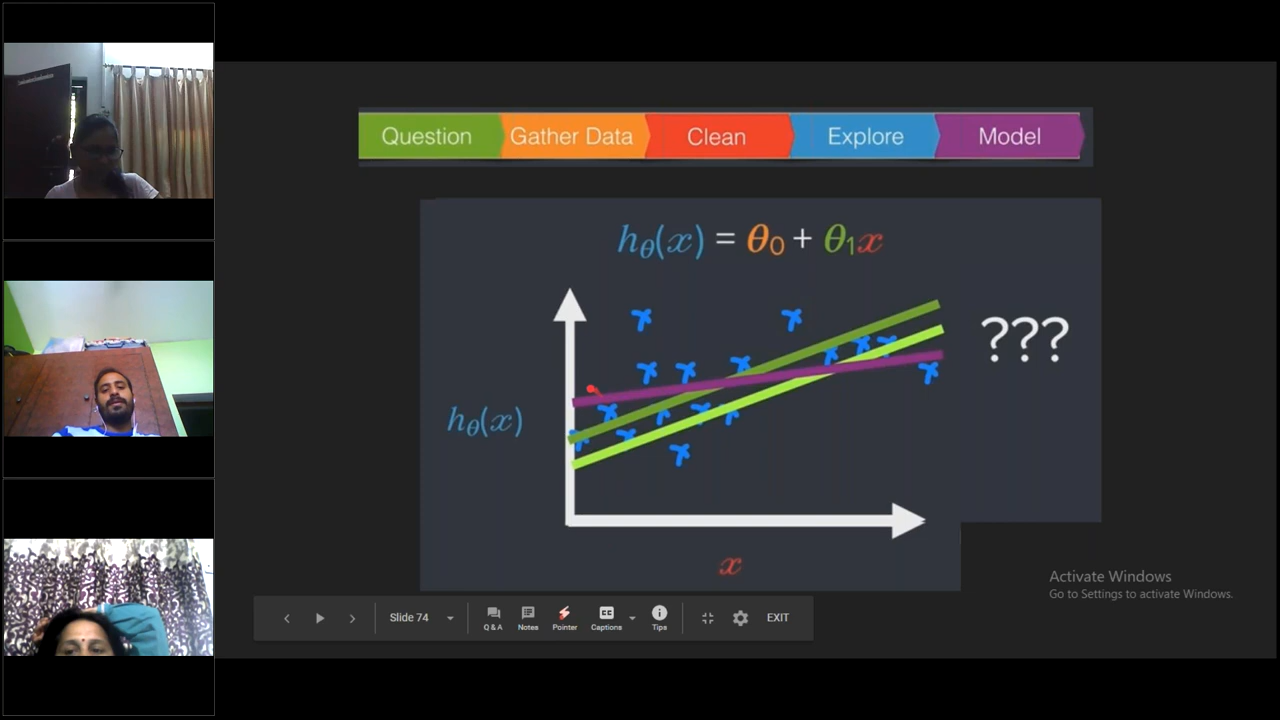 Question Gather Data Clean Explore Model
hθ(x) = θ0 + θ1x
???
hθ(x)
x
Activate Windows
Go to Settings to activate Windows.
Slide 74 Q & A Notes Pointer CC Captions Tips EXIT